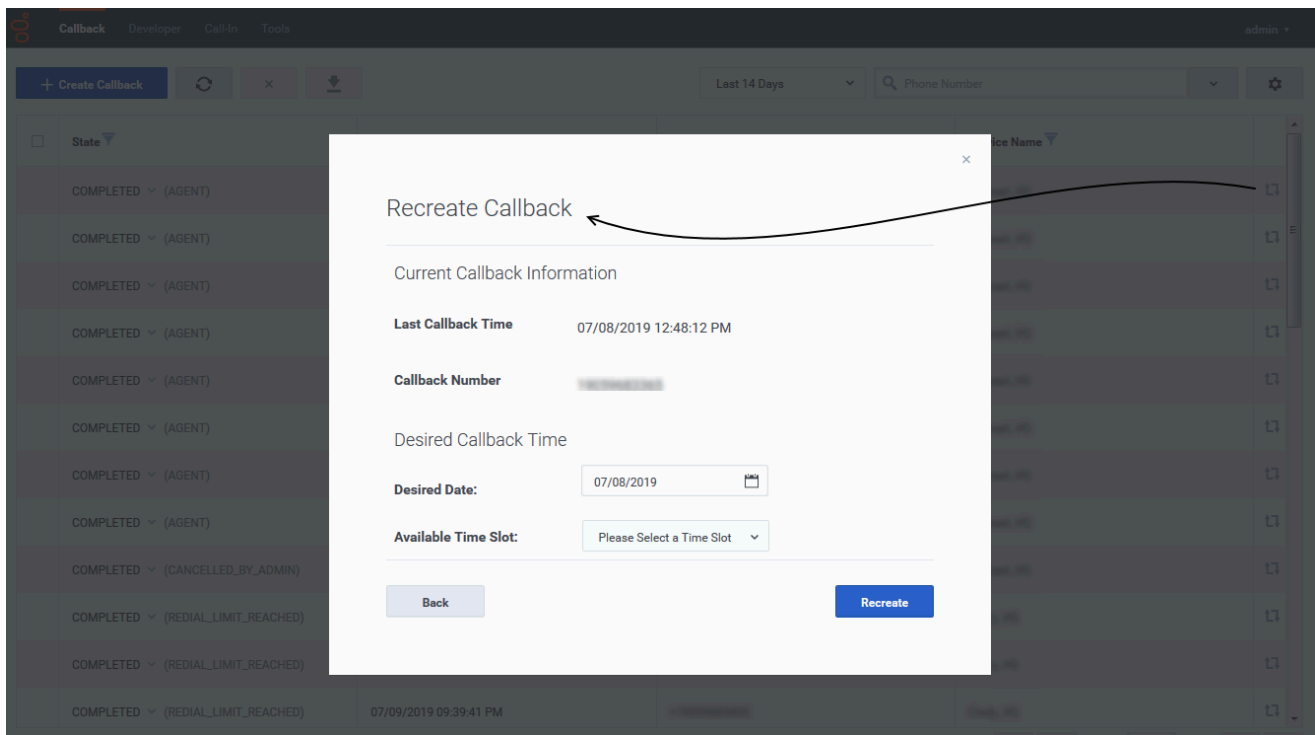 Callback Developer Call-In Tools admin
+ Create Callback Last 14 Days Phone Number
State ice Name
COMPLETED (AGENT)
COMPLETED (AGENT)
COMPLETED (AGENT)
COMPLETED (AGENT)
COMPLETED (AGENT)
COMPLETED (AGENT)
COMPLETED (AGENT)
COMPLETED (AGENT)
COMPLETED (CANCELLED_BY_ADMIN)
COMPLETED (REDIAL_LIMIT_REACHED)
COMPLETED (REDIAL_LIMIT_REACHED)
COMPLETED (REDIAL_LIMIT_REACHED) 07/09/2019 09:39:41 PM
Recreate Callback
Current Callback Information
Last Callback Time 07/08/2019 12:48:12 PM
Callback Number
Desired Callback Time
Desired Date: 07/08/2019
Available Time Slot: Please Select a Time Slot
Back Recreate